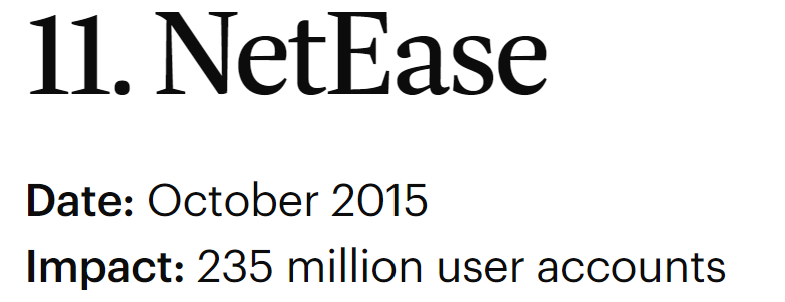 11. NetEase
Date: October 2015
Impact: 235 million user accounts